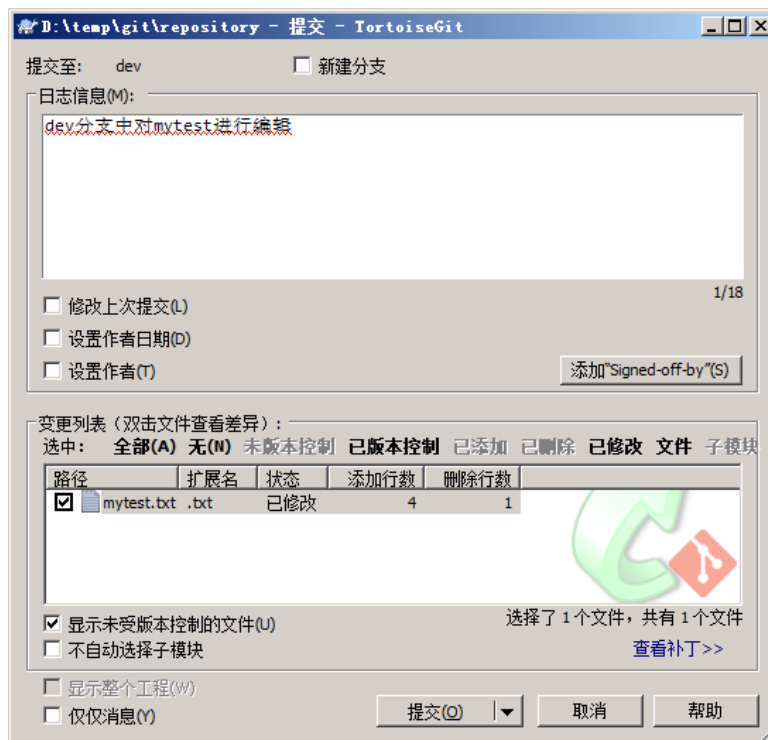 D:\temp\git\repository - 提交 - TortoiseGit
提交至: dev 新建分支
日志信息(M):
dev分支中对mytest进行编辑
1/18
修改上次提交(L)
设置作者日期(D)
设置作者(T) 添加"Signed-off-by"(S)
变更列表（双击文件查看差异）:
选中: 全部(A) 无(N) 未版本控制 已版本控制 已添加 已删除 已修改 文件 子模块
路径 扩展名 状态 添加行数 删除行数
mytest.txt .txt 已修改 4 1
显示未受版本控制的文件(U) 选择了1个文件，共有1个文件
不自动选择子模块 查看补丁>>
显示整个工程(W)
仅仅消息(Y) 提交(O) 取消 帮助